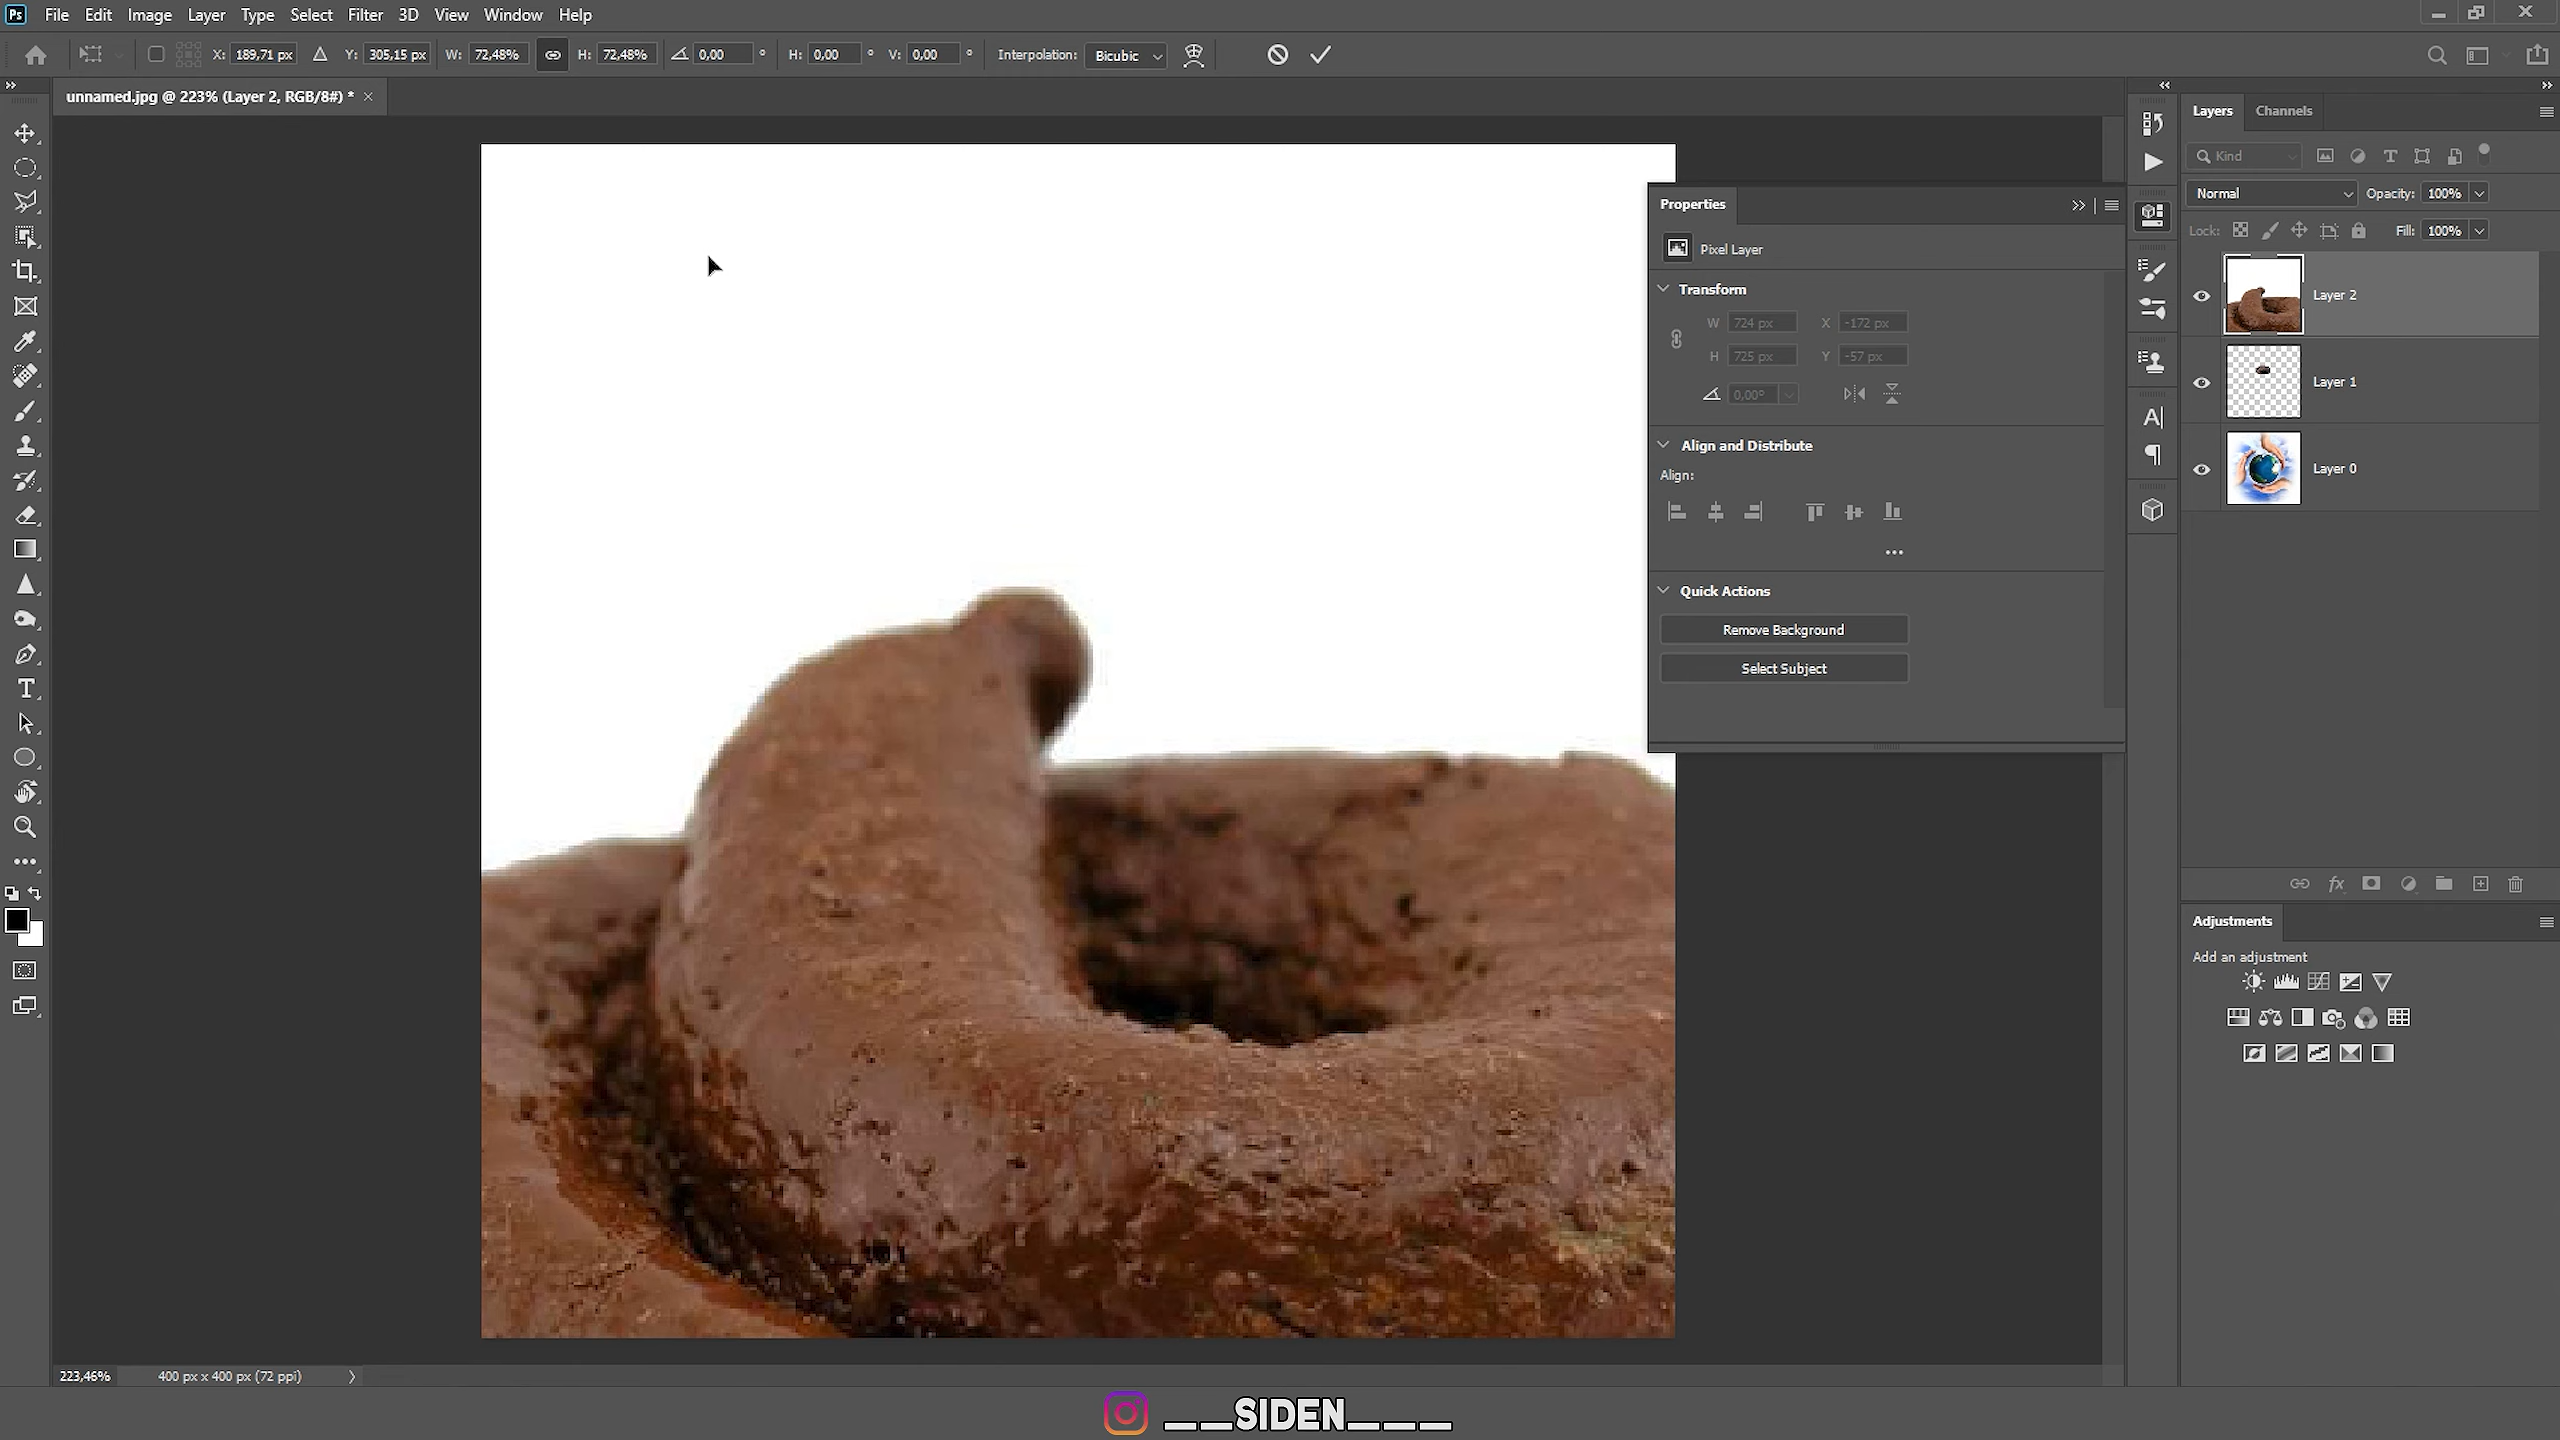 Ps File Edit Image Layer Type Select Filter 3D View Window Help
X: 189,71 px Y: 305,15 px W: 72,48% H: 72,48% 0,00 ° H: 0,00 ° V: 0,00 ° Interpolation: Bicubic
unnamed.jpg @ 223% (Layer 2, RGB/8#) * ×
Layers Channels
Kind
Normal Opacity: 100%
Lock: Fill: 100%
Layer 2
Layer 1
Layer 0
Properties
Pixel Layer
Transform
W 724 px X -172 px
H 725 px Y -57 px
0,00°
Align and Distribute
Align:
Quick Actions
Remove Background
Select Subject
Adjustments
Add an adjustment
223,46% 400 px x 400 px (72 ppi)
__SIDEN___